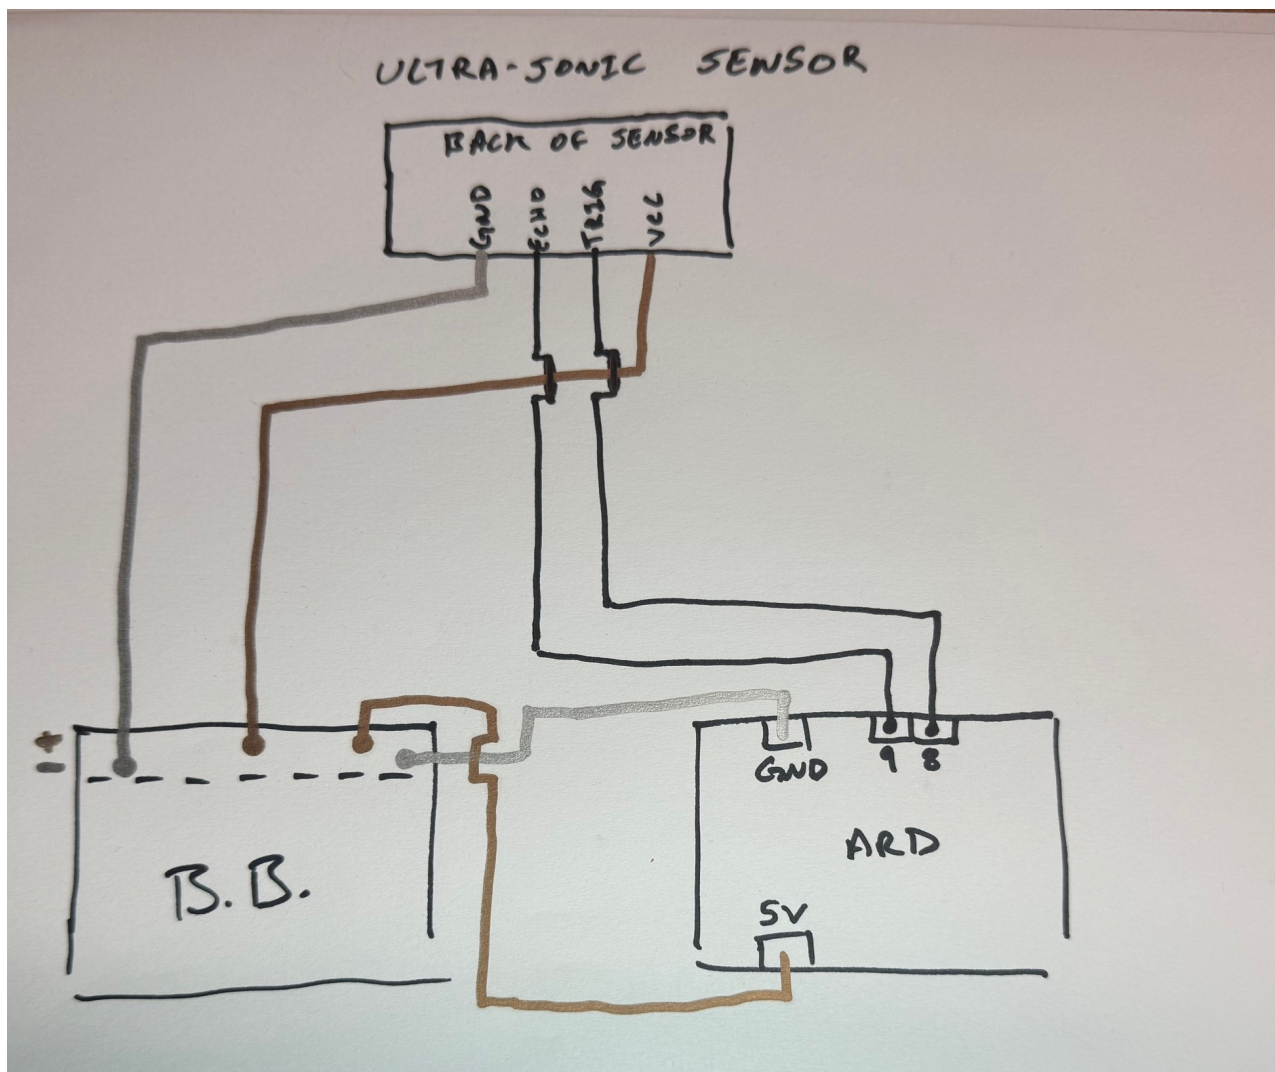 ULTRA-SONIC SENSOR
BACK OF SENSOR
GND ECHO TRIG VCC
+
-
GND 9 8
ARD
B.B.
5V